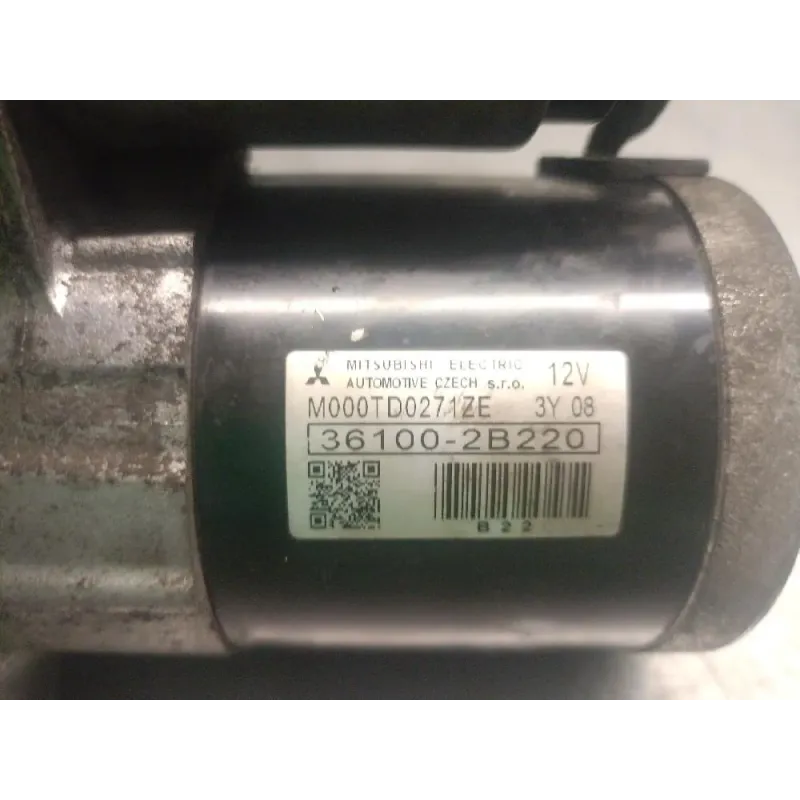 MITSUBISHI ELECTRIC
AUTOMOTIVE CZECH s.r.o. 12V
M000TD0271ZE 3Y 08
36100-2B220
B22